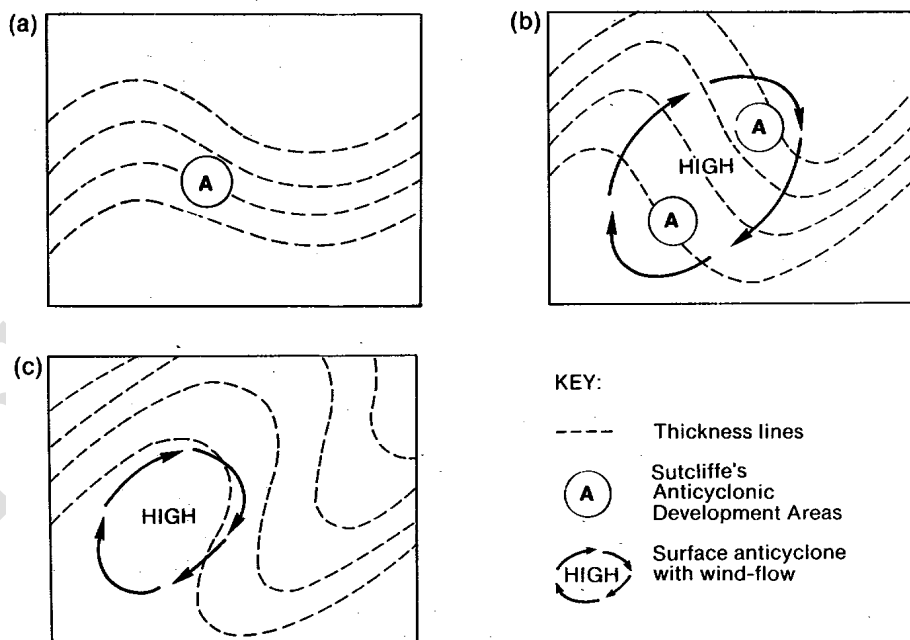 (a)
A
(b)
A
HIGH
A
(c)
HIGH
KEY:
Thickness lines
A
Sutcliffe's
Anticyclonic
Development Areas
HIGH
Surface anticyclone
with wind-flow